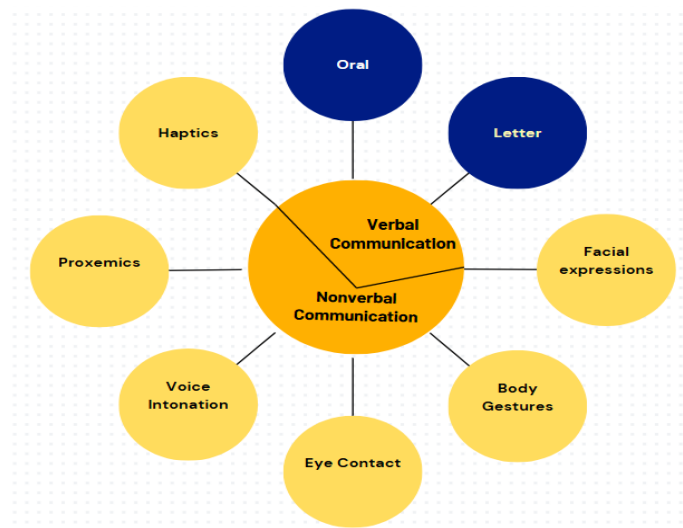 Oral
Haptics
Letter
Verbal
Communication
Proxemics
Facial
expressions
Nonverbal
Communication
Voice
Intonation
Body
Gestures
Eye Contact